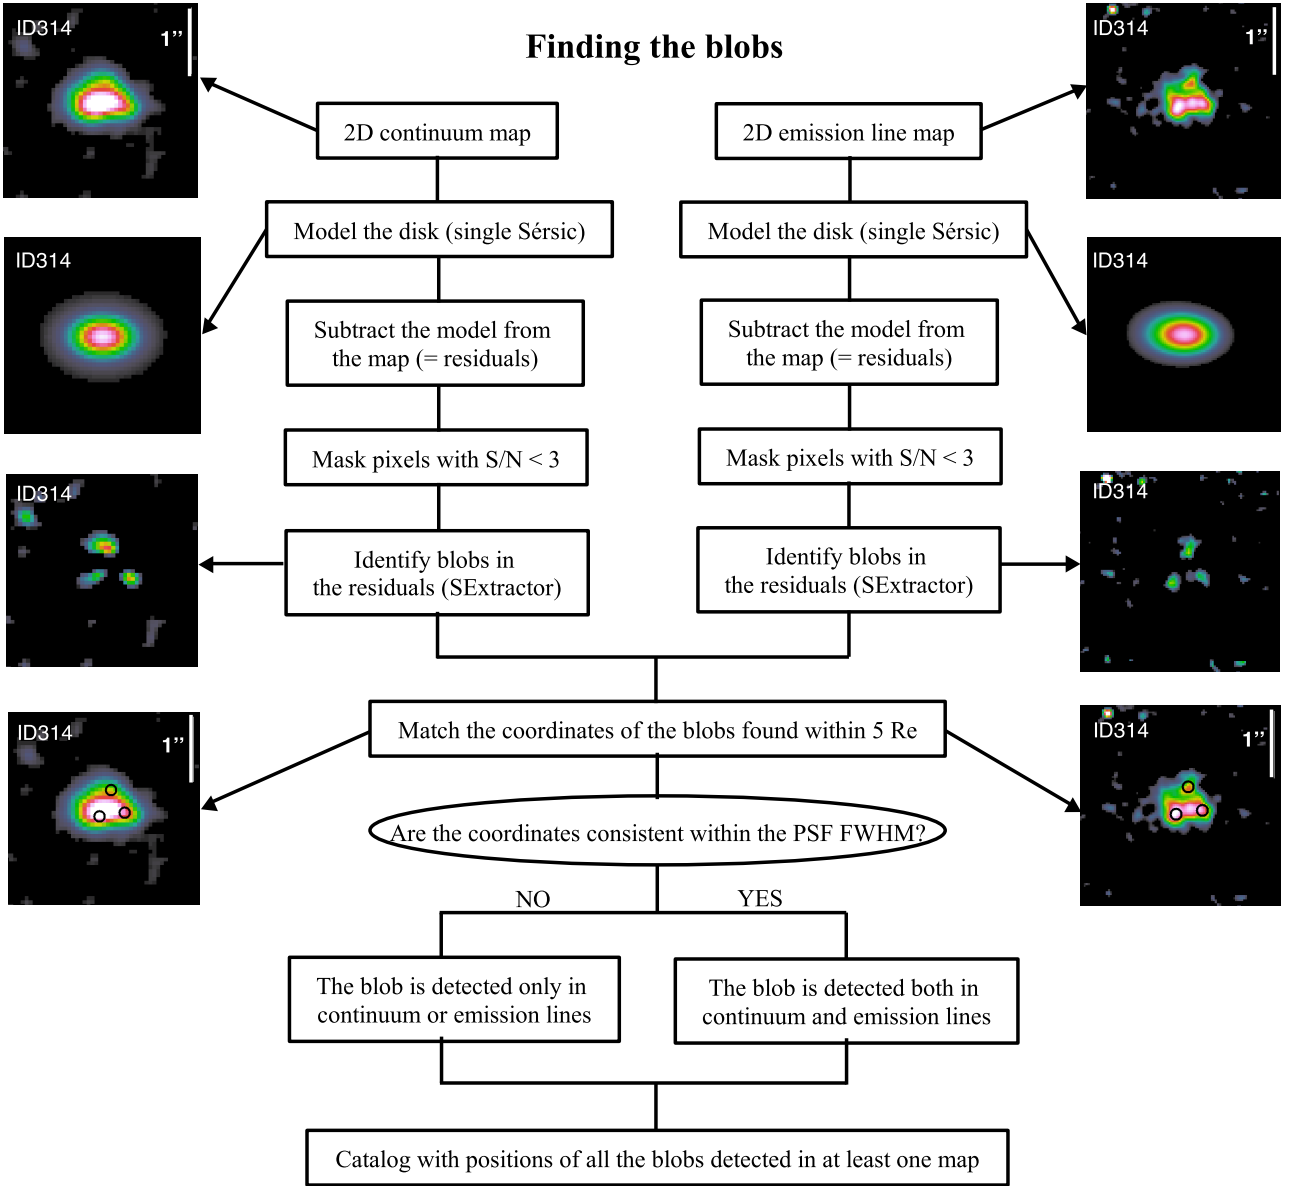 Finding the blobs
ID314
1”
ID314
1”
2D continuum map
2D emission line map
Model the disk (single Sérsic)
Model the disk (single Sérsic)
ID314
ID314
Subtract the model from
the map (= residuals)
Subtract the model from
the map (= residuals)
Mask pixels with S/N < 3
Mask pixels with S/N < 3
ID314
ID314
Identify blobs in
the residuals (SExtractor)
Identify blobs in
the residuals (SExtractor)
Match the coordinates of the blobs found within 5 Re
ID314
1”
ID314
1”
Are the coordinates consistent within the PSF FWHM?
NO
YES
The blob is detected only in
continuum or emission lines
The blob is detected both in
continuum and emission lines
Catalog with positions of all the blobs detected in at least one map